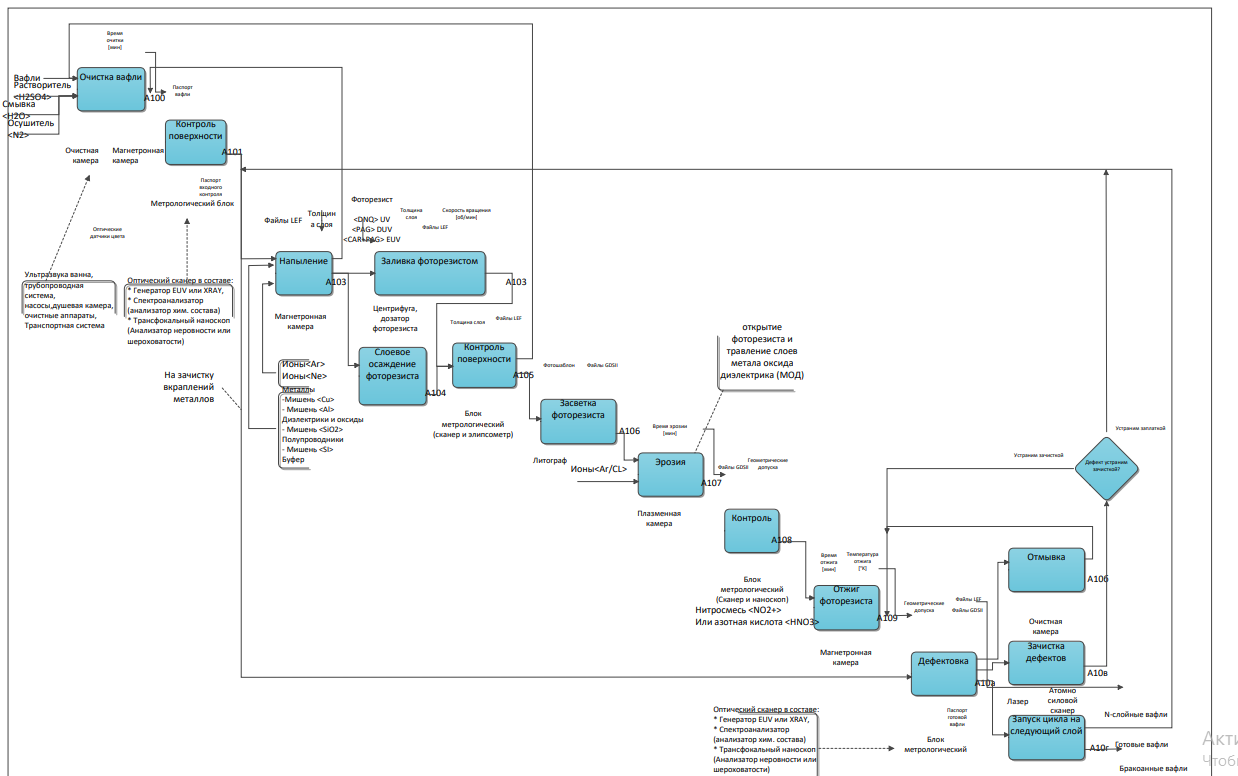 Время
очитки
[мин]
Вафли
Растворитель
<H2SO4>
Смывка
<H2O>
Осушитель
<N2>
Очистка вафли
A100
Паспорт
вафли
Контроль
поверхности
A101
Очистная
камера
Магнетронная
камера
Паспорт
входного
контроля
Метрологический блок
Оптические
датчики цвета
Ультразвука ванна,
трубопроводная
система,
насосы,душевая камера,
очистные аппараты,
Транспортная система
Оптический сканер в составе:
* Генератор EUV или XRAY,
* Спектроанализатор
(анализатор хим. состава)
* Трансфокальный наноскоп
(Анализатор неровности или
шероховатости)
Файлы LEF
Толщин
а слоя
Фоторезист
<DNQ> UV
<PAG> DUV
<CAR+PAG> EUV
Толщина
слоя
Скорость вращения
[об/мин]
Файлы LEF
Напыление
A103
Заливка фоторезистом
A103
Магнетронная
камера
Центрифуга,
дозатор
фоторезиста
Толщина слоя
Файлы LEF
Слоевое
осаждение
фоторезиста
A104
Контроль
поверхности
A105
Фотошаблон
Файлы GDSII
открытие
фоторезиста и
травление слоев
метала оксида
диэлектрика (МОД)
На зачистку
вкраплений
металлов
Ионы<Ar>
Ионы<Ne>
Металлы
-Мишень <Cu>
- Мишень <Al>
Диэлектрики и оксиды
- Мишень <SiO2>
Полупроводники
- Мишень <SI>
Буфер
Блок
метрологический
(сканер и элипсометр)
Засветка
фоторезиста
A106
Литограф
Ионы<Ar/CL>
Время эрозии
[мин]
Эрозия
A107
Файлы GDSII
Геометрические
допуска
Плазменная
камера
Устраним заплаткой
Устраним зачисткой
Дефект устраним
зачисткой?
Контроль
A108
Блок
метрологический
(Сканер и наноскоп)
Нитросмесь <NO2+>
Или азотная кислота <HNO3>
Время
отжига
[мин]
Температура
отжига
[°K]
Отжиг
фоторезиста
A109
Геометрические
допуска
Файлы LEF
Файлы GDSII
Магнетронная
камера
Отмывка
A10б
Очистная
камера
Зачистка
дефектов
A10в
Дефектовка
A10а
Лазер
Атомно
силовой
сканер
Паспорт
готовой
вафли
Блок
метрологический
Оптический сканер в составе:
* Генератор EUV или XRAY,
* Спектроанализатор
(анализатор хим. состава)
* Трансфокальный наноскоп
(Анализатор неровности или
шероховатости)
Запуск цикла на
следующий слой
A10г
N-слойные вафли
Готовые вафли
Бракоанные вафли
Акти
Чтобы